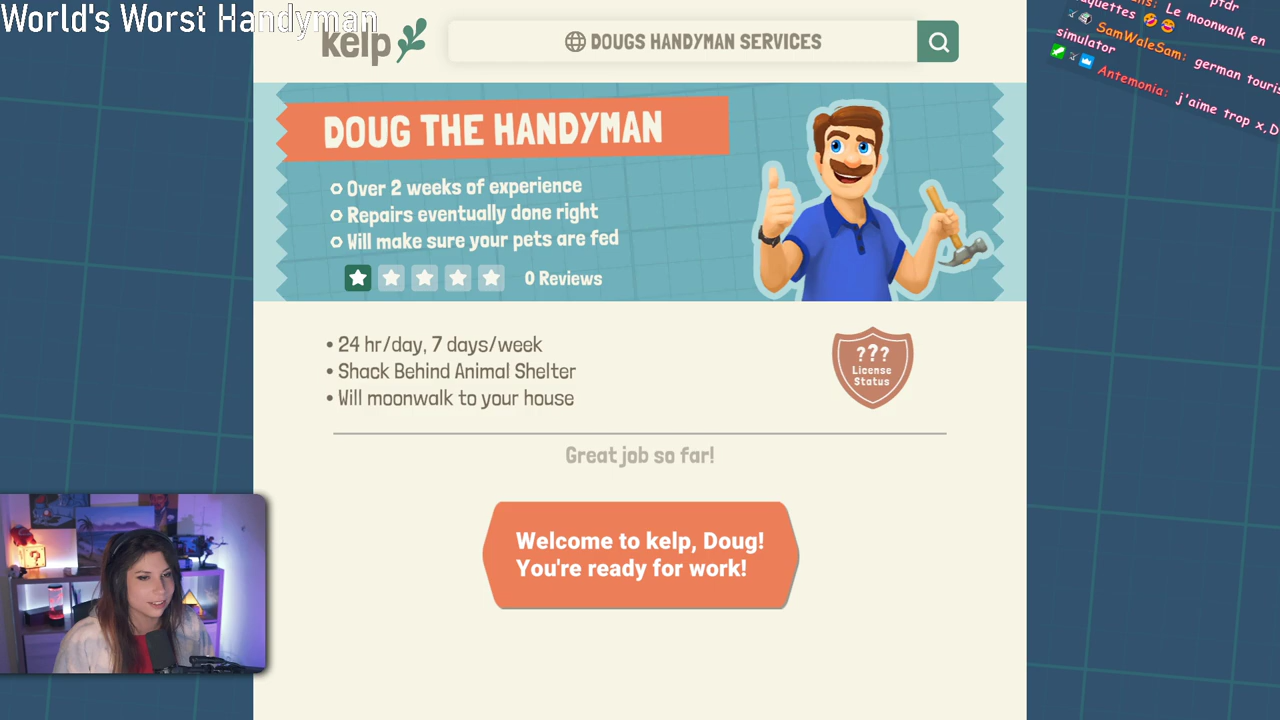 World's Worst Handyman
kelp
DOUGS HANDYMAN SERVICES
DOUG THE HANDYMAN
Over 2 weeks of experience
Repairs eventually done right
Will make sure your pets are fed
0 Reviews
• 24 hr/day, 7 days/week
• Shack Behind Animal Shelter
• Will moonwalk to your house
???
License
Status
Great job so far!
Welcome to kelp, Doug!
You're ready for work!
ptdr
Le moonwalk en
SamWaleSam: german touris
simulator
Antemonia: j'aime trop x,D